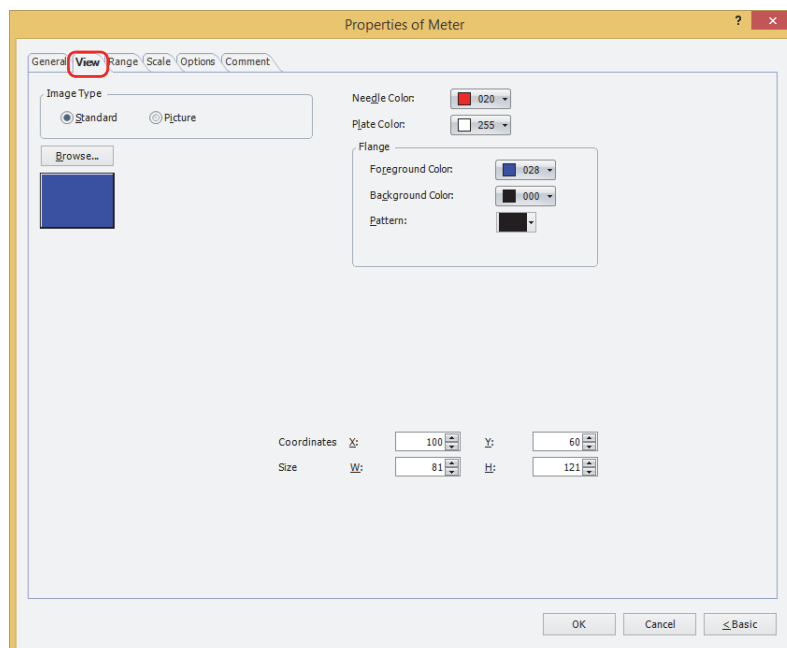 Properties of Meter
?
General View Range Scale Options Comment
Image Type
Standard Picture
Browse...
Needle Color: 020
Plate Color: 255
Flange
Foreground Color: 028
Background Color: 000
Pattern:
Coordinates X: 100 Y: 60
Size W: 81 H: 121
OK Cancel < Basic